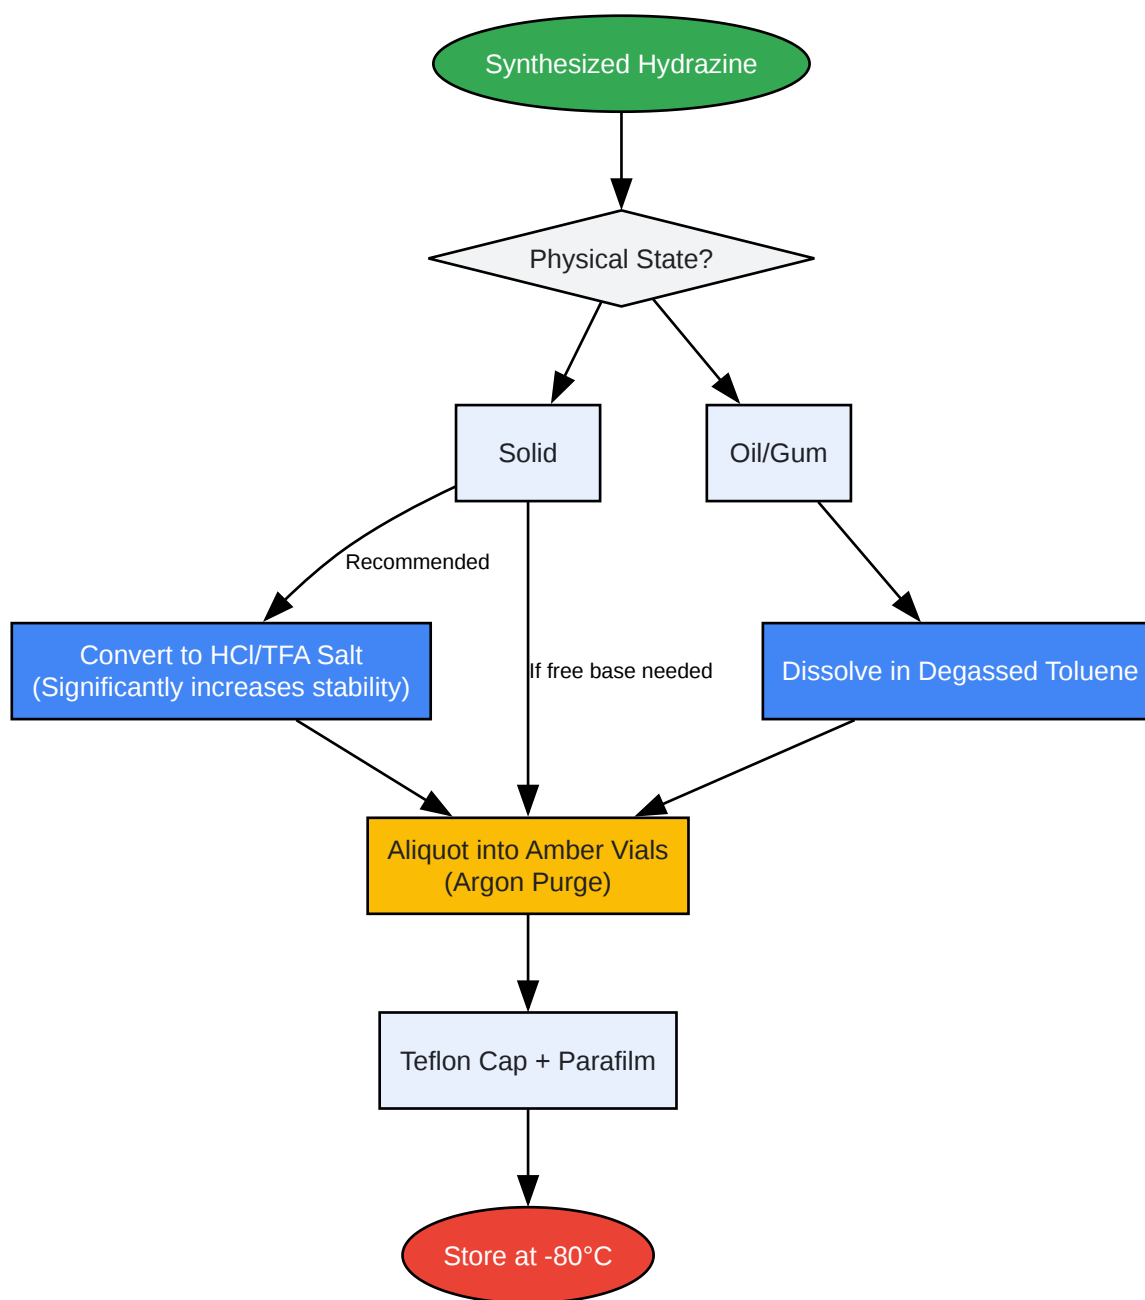 Synthesized Hydrazine
Physical State?
Solid
Oil/Gum
Recommended
Convert to HCl/TFA Salt
(Significantly increases stability)
If free base needed
Dissolve in Degassed Toluene
Aliquot into Amber Vials
(Argon Purge)
Teflon Cap + Parafilm
Store at -80°C